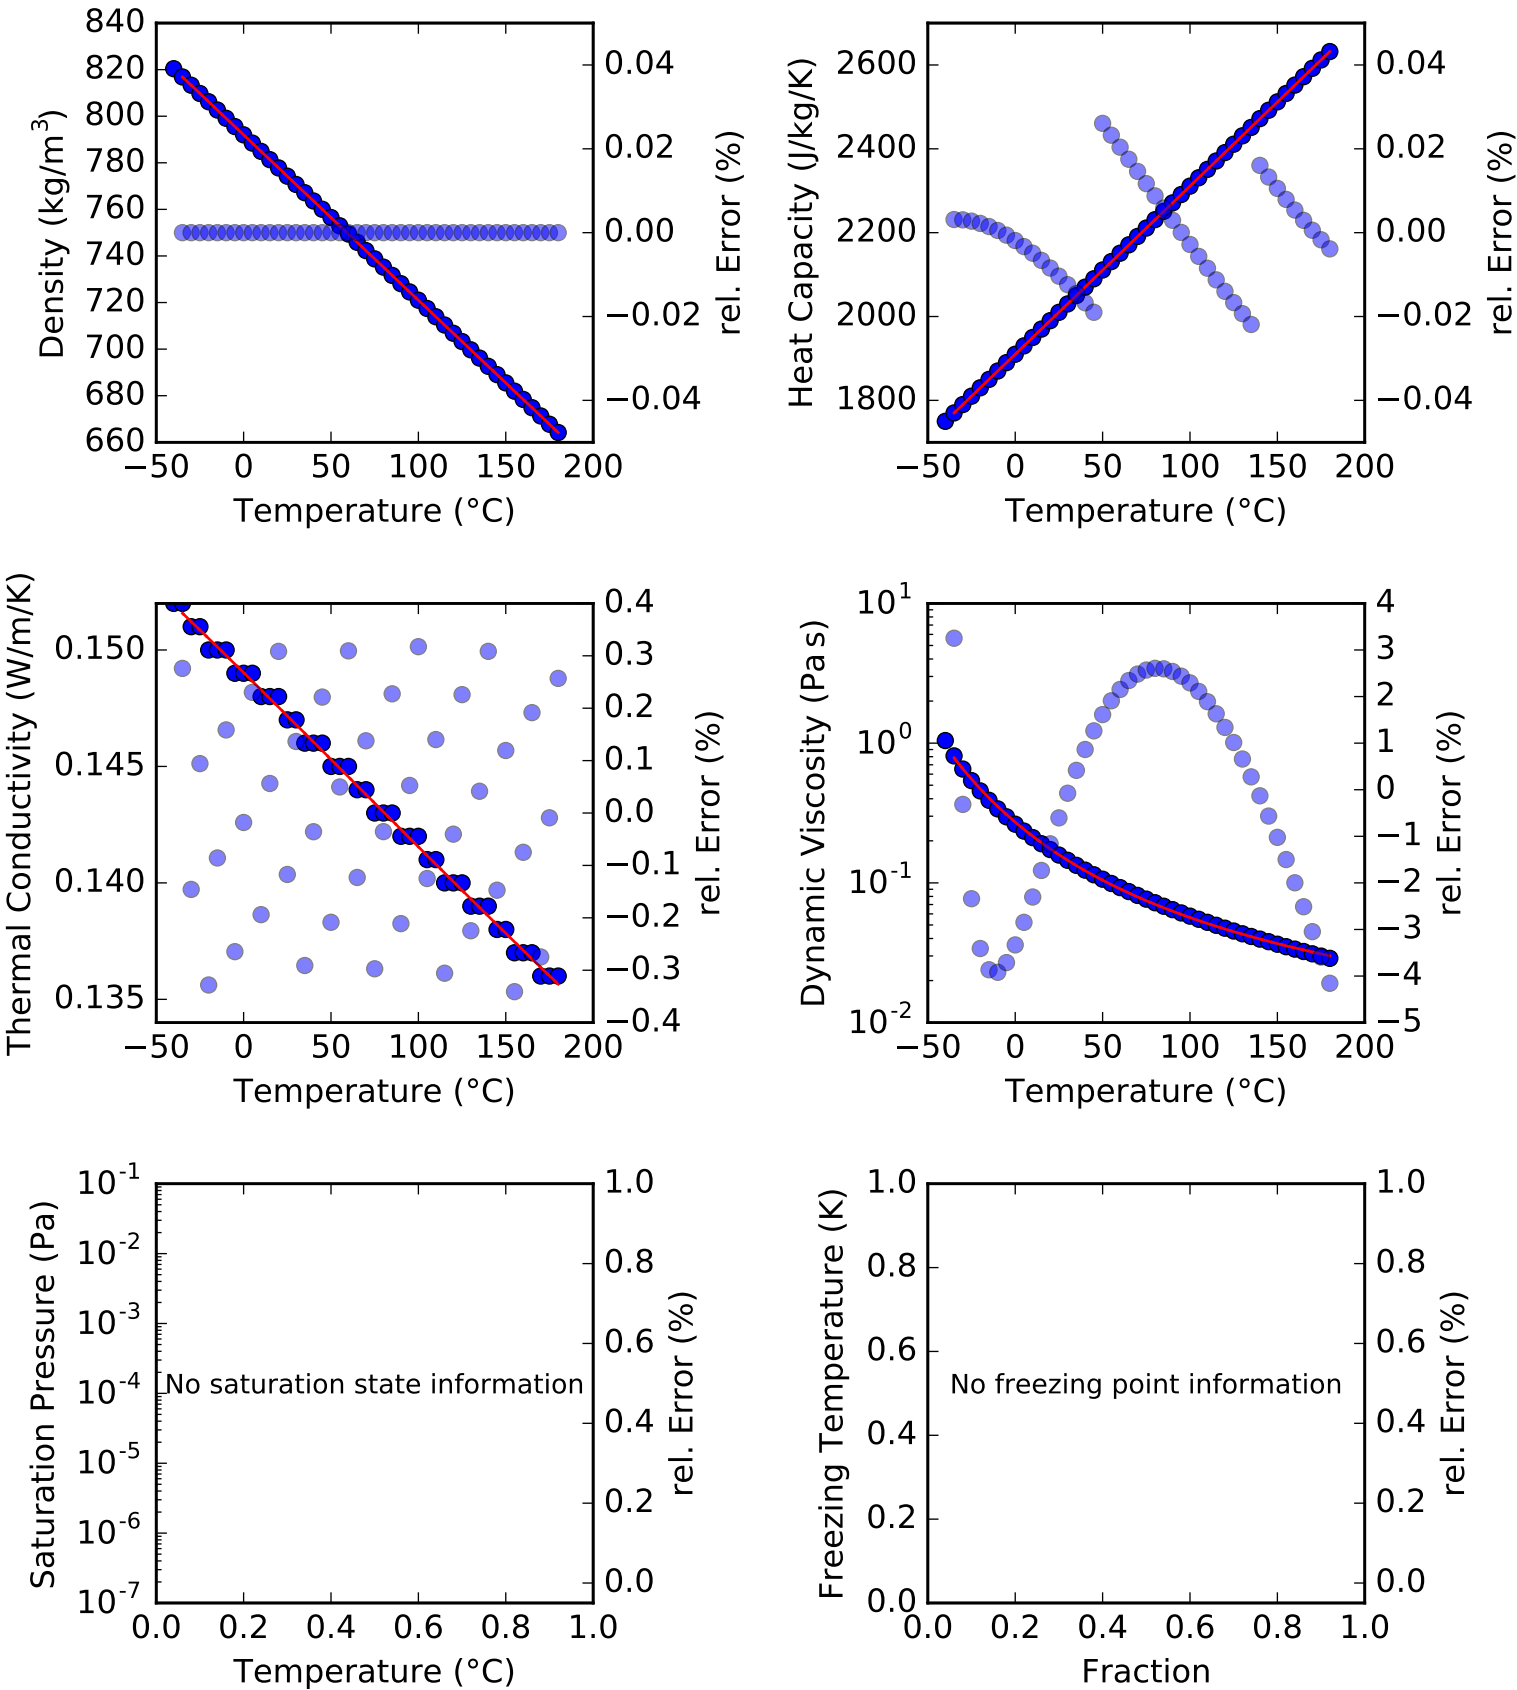 840
820
800
780
760
740
720
700
680
660
Density (kg/m³)
0.04
0.02
0.00
−0.02
−0.04
rel. Error (%)
−50 0 50 100 150 200
Temperature (°C)
2600
2400
2200
2000
1800
Heat Capacity (J/kg/K)
0.04
0.02
0.00
−0.02
−0.04
rel. Error (%)
−50 0 50 100 150 200
Temperature (°C)
0.150
0.145
0.140
0.135
Thermal Conductivity (W/m/K)
0.4
0.3
0.2
0.1
0.0
−0.1
−0.2
−0.3
−0.4
rel. Error (%)
−50 0 50 100 150 200
Temperature (°C)
10¹
10⁰
10⁻¹
10⁻²
Dynamic Viscosity (Pa s)
4
3
2
1
0
−1
−2
−3
−4
−5
rel. Error (%)
−50 0 50 100 150 200
Temperature (°C)
10⁻¹
10⁻²
10⁻³
10⁻⁴
10⁻⁵
10⁻⁶
10⁻⁷
Saturation Pressure (Pa)
No saturation state information
1.0
0.8
0.6
0.4
0.2
0.0
rel. Error (%)
0.0 0.2 0.4 0.6 0.8 1.0
Temperature (°C)
1.0
0.8
0.6
0.4
0.2
0.0
Freezing Temperature (K)
No freezing point information
1.0
0.8
0.6
0.4
0.2
0.0
rel. Error (%)
0.0 0.2 0.4 0.6 0.8 1.0
Fraction